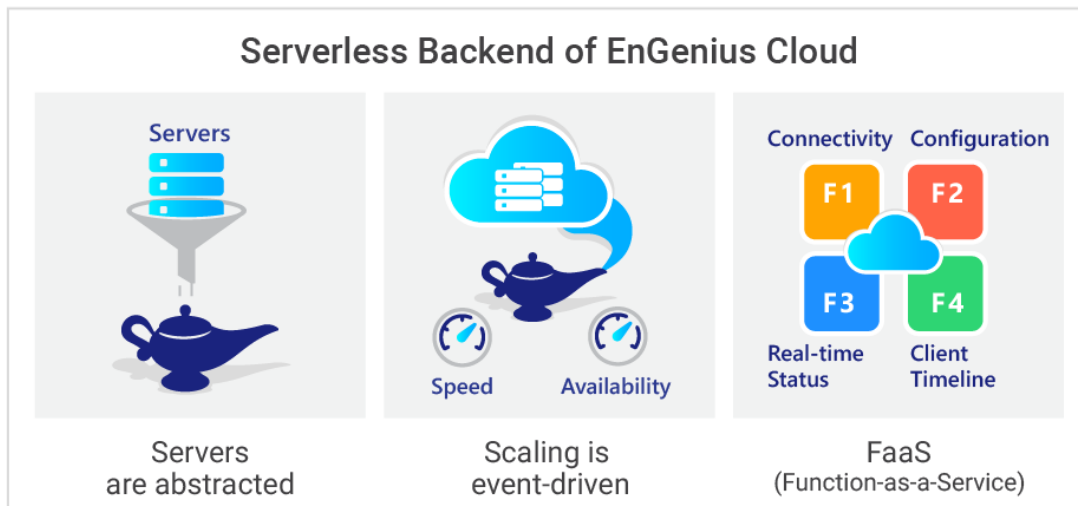 Serverless Backend of EnGenius Cloud
Servers
Servers
are abstracted
Speed
Availability
Scaling is
event-driven
Connectivity
Configuration
F1
F2
F3
F4
Real-time
Status
Client
Timeline
FaaS
(Function-as-a-Service)